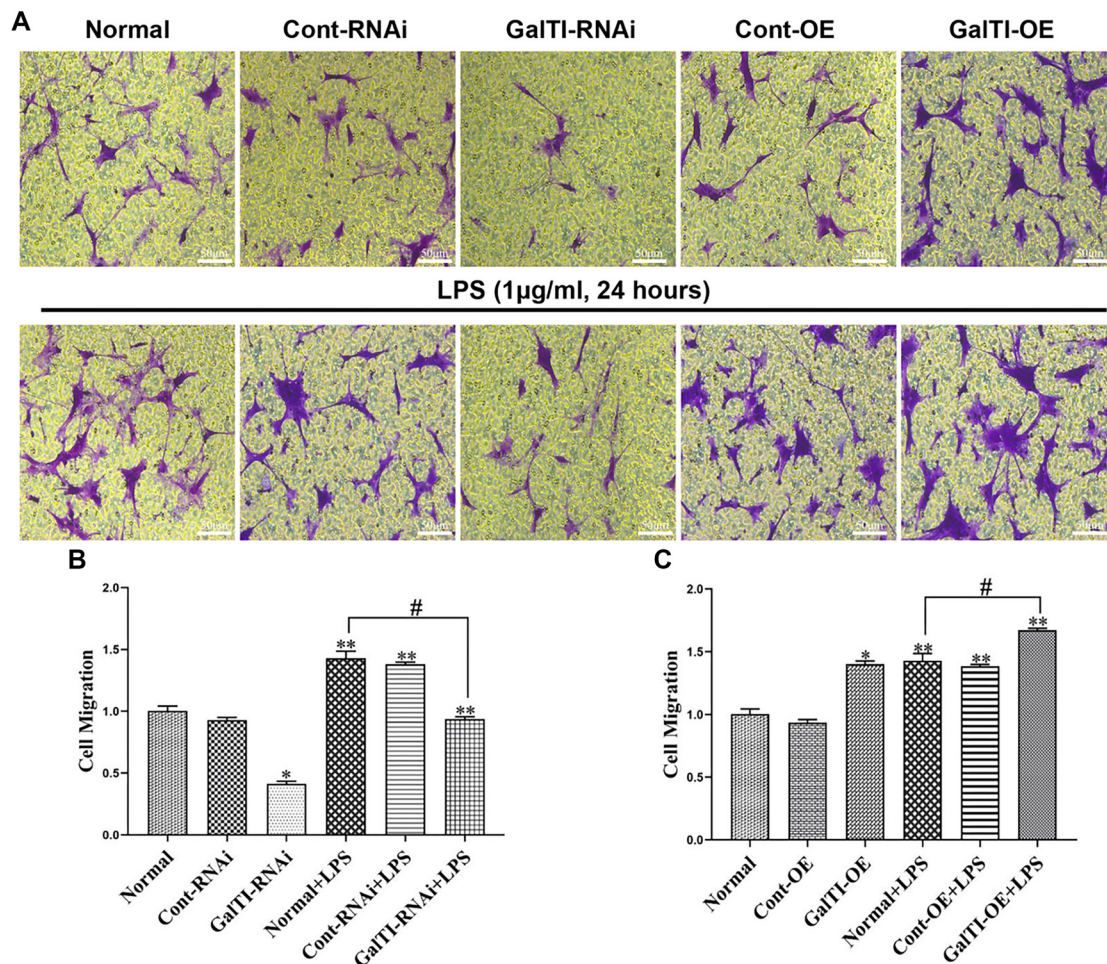 A
Normal Cont-RNAi GalTI-RNAi Cont-OE GalTI-OE
50μm 50μm 50μm 50μm 50μm
LPS (1μg/ml, 24 hours)
50μm 50μm 50μm 50μm 50μm
B
Cell Migration
2.0
1.5
1.0
0.5
0.0
* ** ** ** #
Normal
Cont-RNAi
GalTI-RNAi
Normal+LPS
Cont-RNAi+LPS
GalTI-RNAi+LPS
C
Cell Migration
2.0
1.5
1.0
0.5
0.0
* ** ** ** #
Normal
Cont-OE
GalTI-OE
Normal+LPS
Cont-OE+LPS
GalTI-OE+LPS